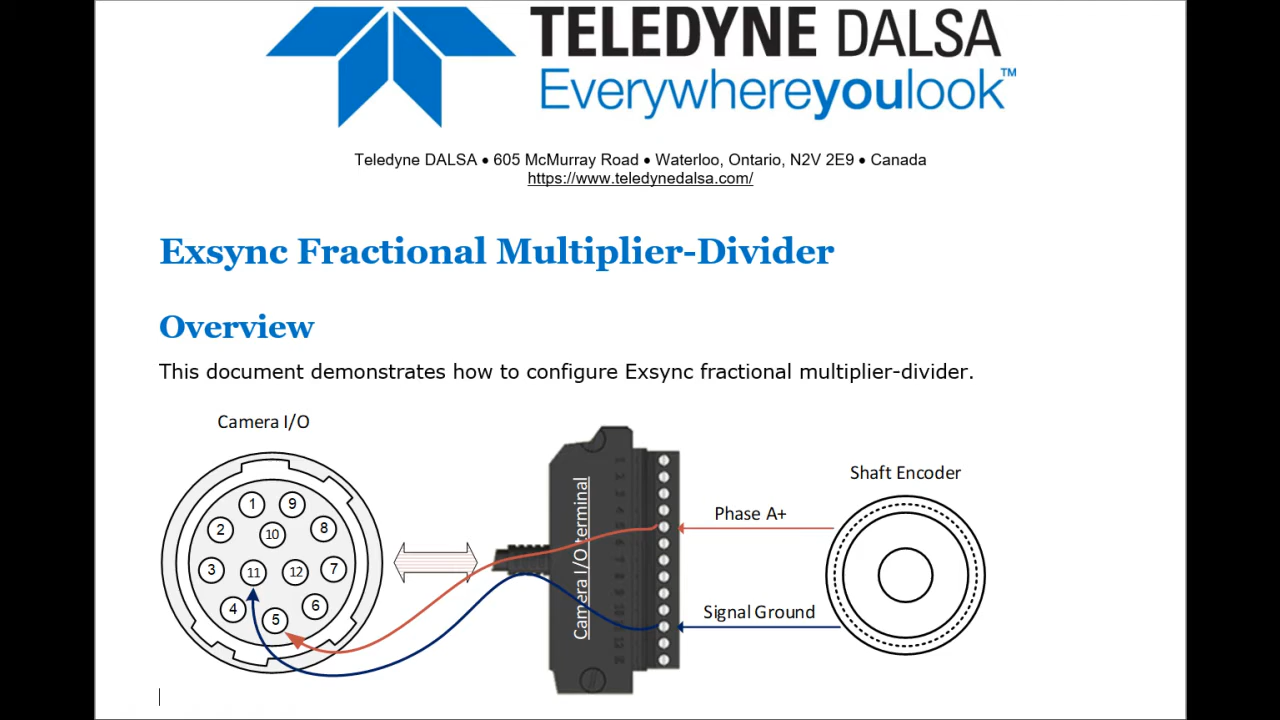 TELEDYNE DALSA
Everywhereyoulook™
Teledyne DALSA • 605 McMurray Road • Waterloo, Ontario, N2V 2E9 • Canada
https://www.teledynedalsa.com/
Exsync Fractional Multiplier-Divider
Overview
This document demonstrates how to configure Exsync fractional multiplier-divider.
Camera I/O
1
9
2
10
8
3
11
12
7
4
5
6
Camera I/O terminal
Shaft Encoder
Phase A+
Signal Ground